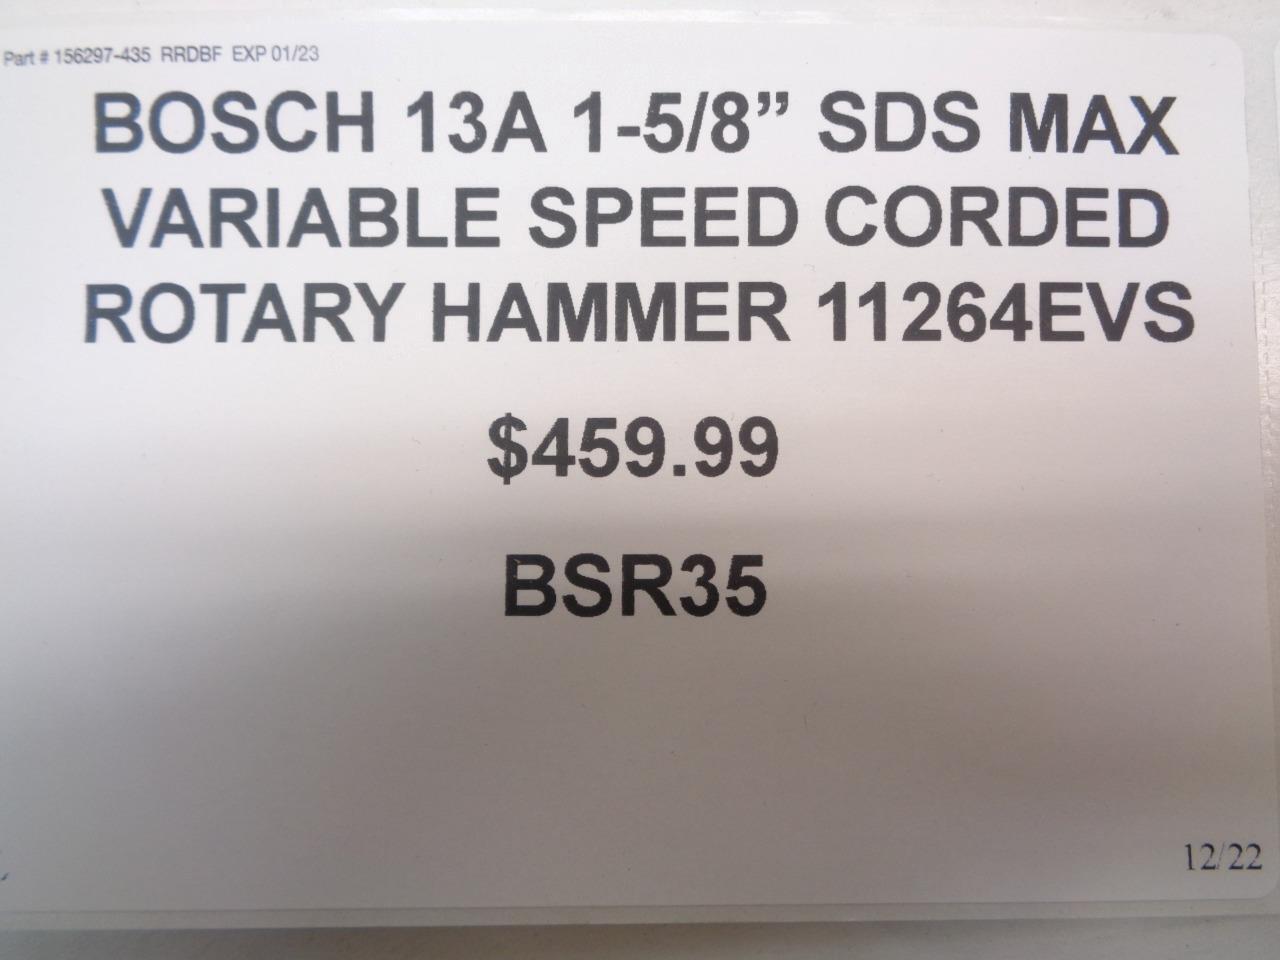 Part # 156297-435 RRDBF EXP 01/23
BOSCH 13A 1-5/8” SDS MAX
VARIABLE SPEED CORDED
ROTARY HAMMER 11264EVS
$459.99
BSR35
12/22